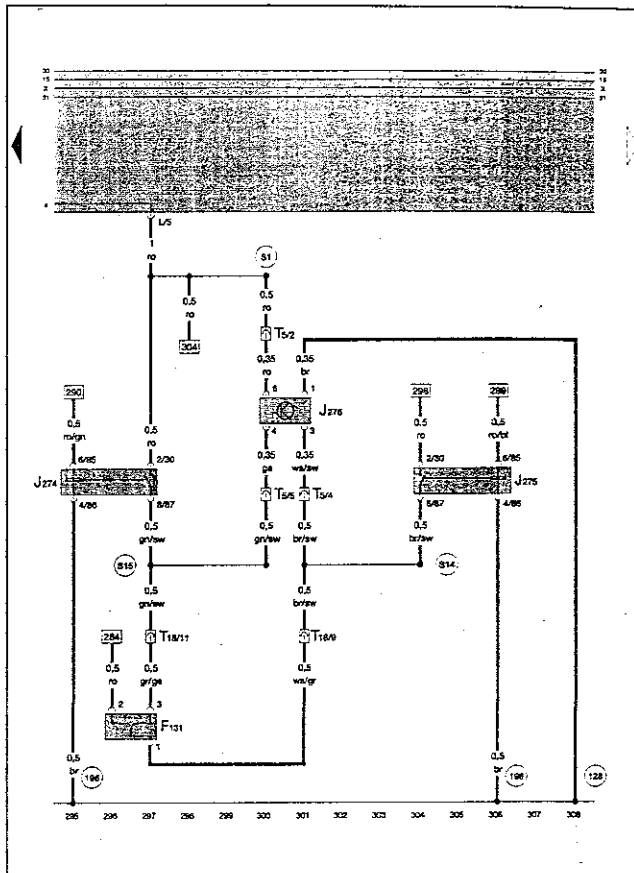 30 30
15 15
X X
31 31
L/5
1
ro
S1
0,5 0,5
ro ro
T5/2
304
0,35 0,35
ro br
290 298 289
5 1
J276
0,5 0,5 4 3 0,5
ro/gn ro ro ro/bl
6/85 2/30 0,35 0,35 2/30 6/85
ge ws/sw
J274 J275
4/86 8/87 T5/5 T5/4 8/87 4/86
0,5 0,5 0,5 0,5
gn/sw gn/sw br/sw br/sw
S15 S14
0,5 0,5
gn/sw br/sw
284 T18/11 T18/9
0,5 0,5 0,5
ro gr/ge ws/gr
2 3
F131
1
0,5 0,5
br 196 br 196 128
295 296 297 298 299 300 301 302 303 304 305 306 307 308